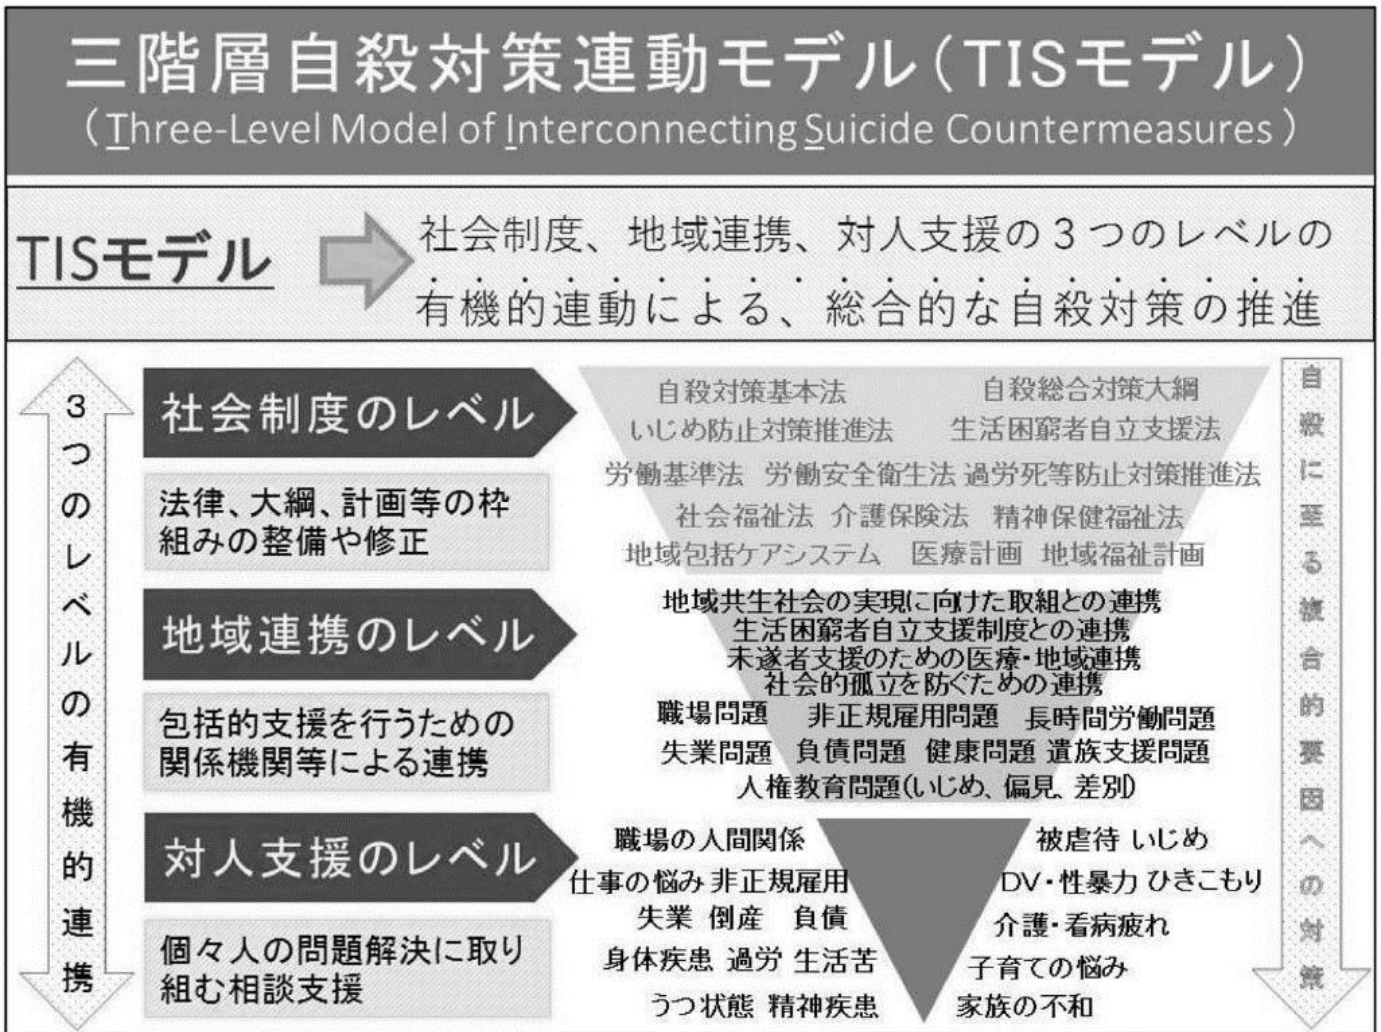 三階層自殺対策連動モデル(TISモデル)
(Three-Level Model of Interconnecting Suicide Countermeasures)
TISモデル
社会制度、地域連携、対人支援の3つのレベルの
有機的連動による、総合的な自殺対策の推進
3つのレベルの有機的連携
社会制度のレベル
法律、大綱、計画等の枠
組みの整備や修正
自殺対策基本法 自殺総合対策大綱
いじめ防止対策推進法 生活困窮者自立支援法
労働基準法 労働安全衛生法 過労死等防止対策推進法
社会福祉法 介護保険法 精神保健福祉法
地域包括ケアシステム 医療計画 地域福祉計画
地域連携のレベル
包括的支援を行うための
関係機関等による連携
地域共生社会の実現に向けた取組との連携
生活困窮者自立支援制度との連携
未遂者支援のための医療・地域連携
社会的孤立を防ぐための連携
職場問題 非正規雇用問題 長時間労働問題
失業問題 負債問題 健康問題 遺族支援問題
人権教育問題(いじめ、偏見、差別)
対人支援のレベル
個々人の問題解決に取り
組む相談支援
職場の人間関係 被虐待 いじめ
仕事の悩み 非正規雇用 DV・性暴力 ひきこもり
失業 倒産 負債 介護・看病疲れ
身体疾患 過労 生活苦 子育ての悩み
うつ状態 精神疾患 家族の不和
自殺に至る複合的要因への対策